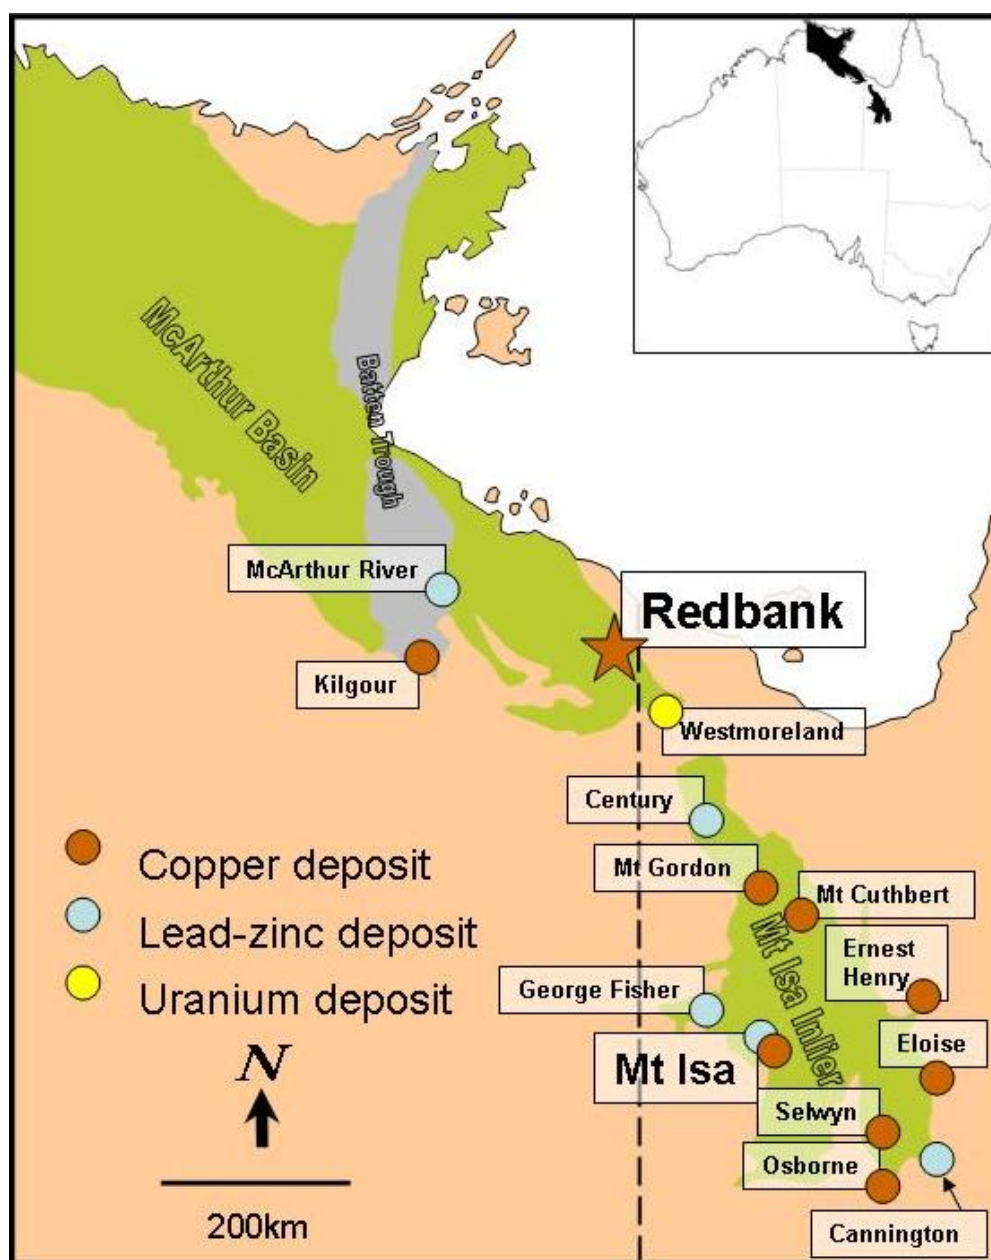 McArthur Basin
Batten Trough
McArthur River
Redbank
Kilgour
Westmoreland
Century
Copper deposit
Mt Gordon
Mt Cuthbert
Lead-zinc deposit
Ernest
Henry
Mt Isa Inlier
George Fisher
Uranium deposit
N
Eloise
Mt Isa
Selwyn
Osborne
200km
Cannington